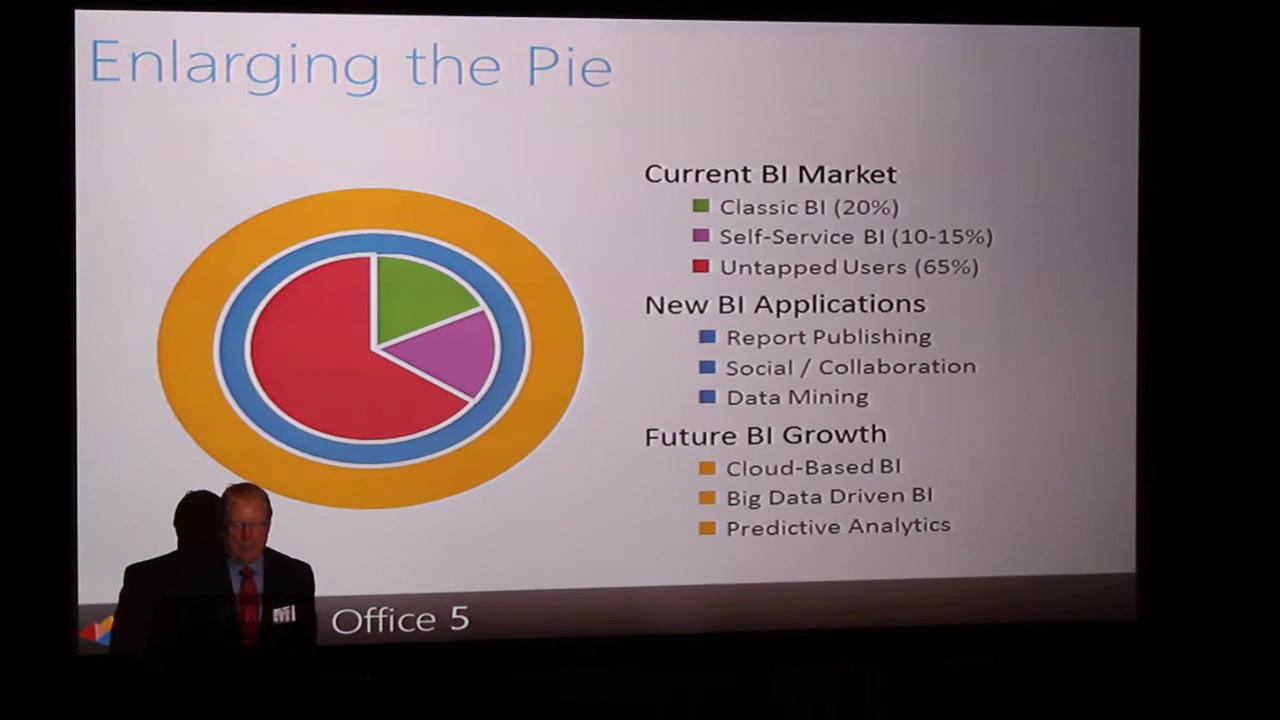 Enlarging the Pie
Current BI Market
Classic BI (20%)
Self-Service BI (10-15%)
Untapped Users (65%)
New BI Applications
Report Publishing
Social / Collaboration
Data Mining
Future BI Growth
Cloud-Based BI
Big Data Driven BI
Predictive Analytics
Office 5